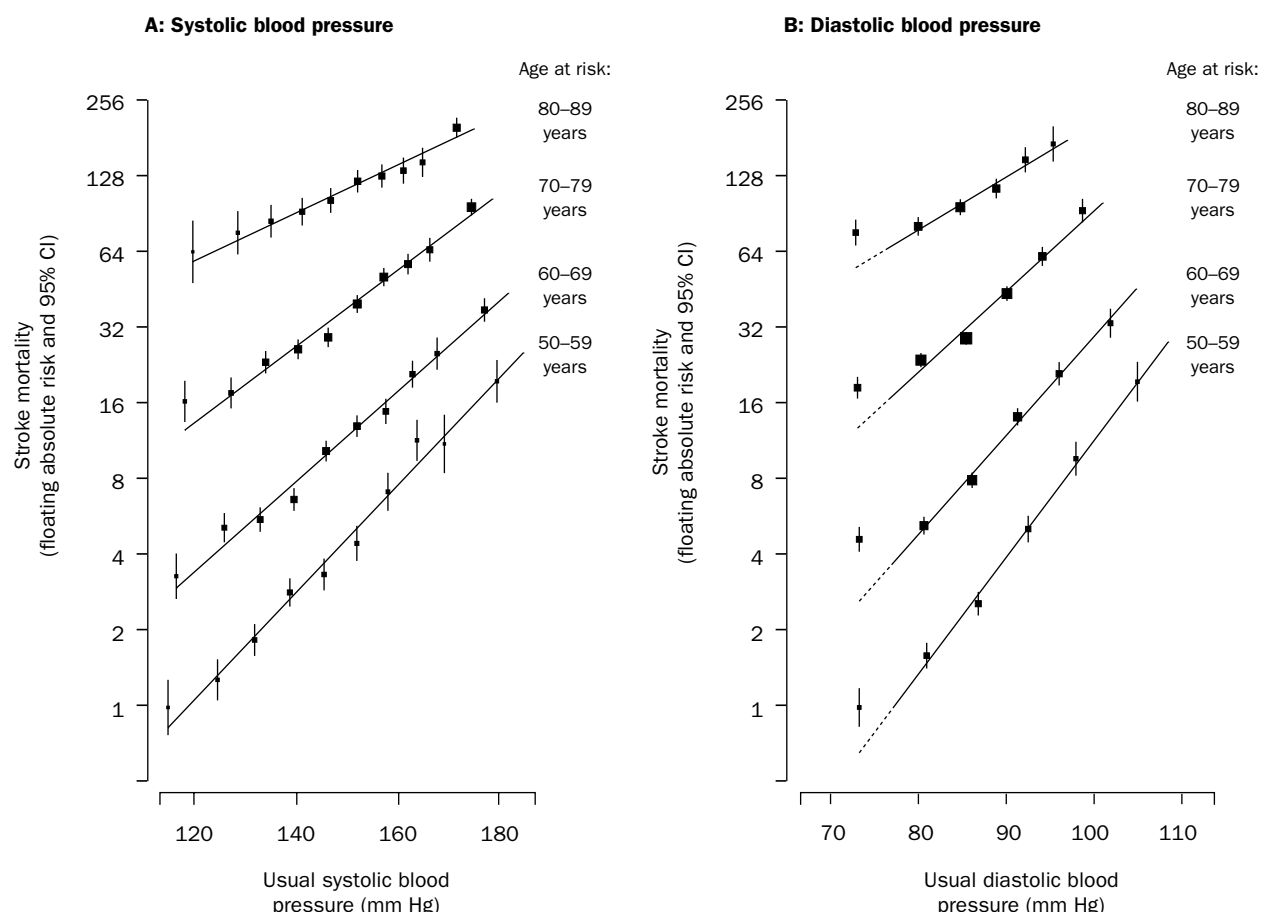 A: Systolic blood pressure
Age at risk:
256
128
64
32
16
8
4
2
1
80–89
years
70–79
years
60–69
years
50–59
years
Stroke mortality
(floating absolute risk and 95% CI)
120 140 160 180
Usual systolic blood
pressure (mm Hg)
B: Diastolic blood pressure
Age at risk:
256
128
64
32
16
8
4
2
1
80–89
years
70–79
years
60–69
years
50–59
years
Stroke mortality
(floating absolute risk and 95% CI)
70 80 90 100 110
Usual diastolic blood
pressure (mm Hg)